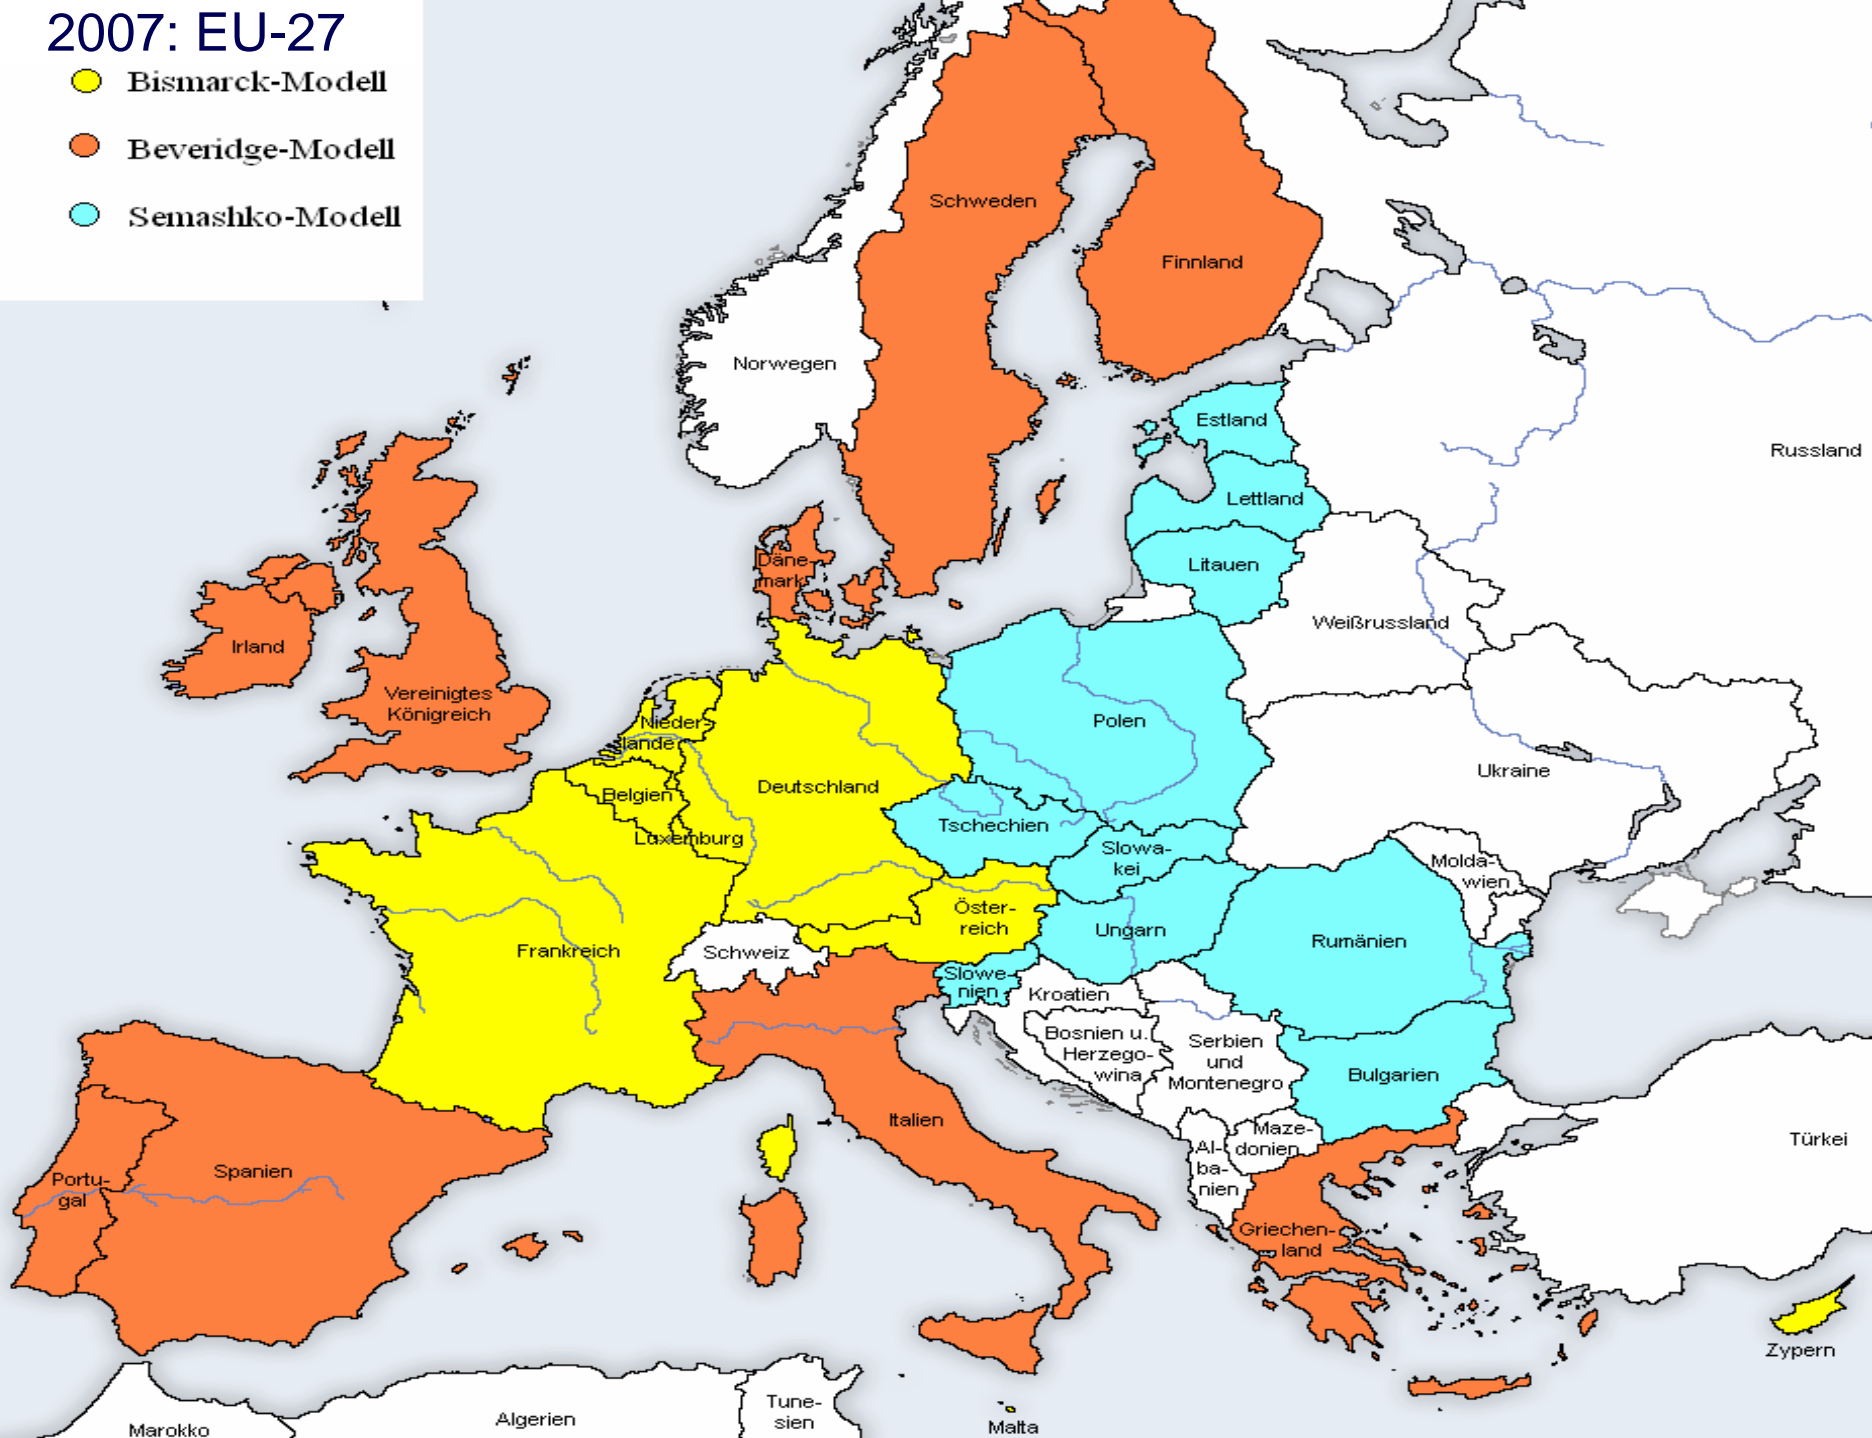 2007: EU-27
Bismarck-Modell
Beveridge-Modell
Semashko-Modell
Schweden
Finnland
Norwegen
Estland
Russland
Lettland
Litauen
Däne-
mark
Weißrussland
Irland
Vereinigtes
Königreich
Nieder-
lande
Polen
Ukraine
Deutschland
Belgien
Tschechien
Luxemburg
Slowa-
kei
Molda-
wien
Öster-
reich
Ungarn
Rumänien
Frankreich
Schweiz
Slowe-
nien
Kroatien
Bosnien u.
Herzego-
wina
Serbien
und
Montenegro
Bulgarien
Italien
Maze-
donien
Türkei
Al-
ba-
nien
Spanien
Portu-
gal
Griechen-
land
Zypern
Marokko
Algerien
Tune-
sien
Malta